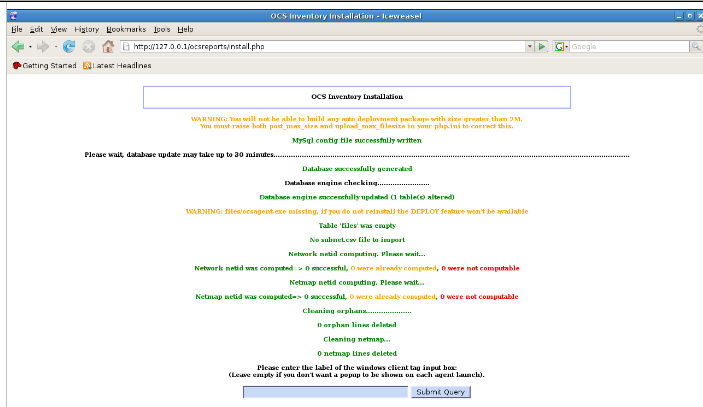 OCS Inventory Installation - Iceweasel
File Edit View History Bookmarks Tools Help
http://127.0.0.1/ocsreports/install.php
Google
Getting Started Latest Headlines
OCS Inventory Installation
WARNING: You will not be able to build any auto deployment package with size greater than 2M.
You must raise both post_max_size and upload_max_filesize in your php.ini to correct this.
MySql config file successfully written
Please wait, database update may take up to 30 minutes...............................................................................................................................................
Database successfully generated
Database engine checking.......................
Database engine successfully updated (1 table(s) altered)
WARNING: files/ocsagent.exe missing, if you do not reinstall the DEPLOY feature won't be available
Table 'files' was empty
No subnet.csv file to import
Network netid computing. Please wait...
Network netid was computed=> 0 successful, 0 were already computed, 0 were not computable
Netmap netid computing. Please wait...
Netmap netid was computed=> 0 successful, 0 were already computed, 0 were not computable
Cleaning orphans.....................
0 orphan lines deleted
Cleaning netmap...
0 netmap lines deleted
Please enter the label of the windows client tag input box:
(Leave empty if you don't want a popup to be shown on each agent launch).
Submit Query